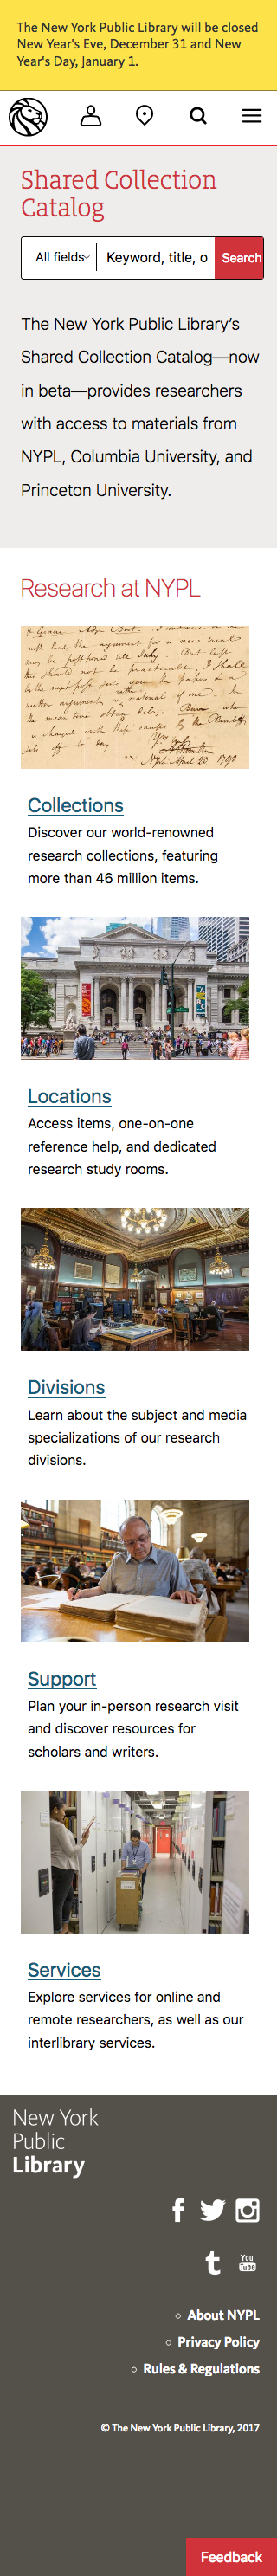 The New York Public Library will be closed
New Year's Eve, December 31 and New
Year's Day, January 1.
Shared Collection
Catalog
All fields
Keyword, title, o
Search
The New York Public Library's
Shared Collection Catalog—now
in beta—provides researchers
with access to materials from
NYPL, Columbia University, and
Princeton University.
Research at NYPL
Collections
Discover our world-renowned
research collections, featuring
more than 46 million items.
Locations
Access items, one-on-one
reference help, and dedicated
research study rooms.
Divisions
Learn about the subject and media
specializations of our research
divisions.
Support
Plan your in-person research visit
and discover resources for
scholars and writers.
Services
Explore services for online and
remote researchers, as well as our
interlibrary services.
New York
Public
Library
You
Tube
About NYPL
Privacy Policy
Rules & Regulations
© The New York Public Library, 2017
Feedback